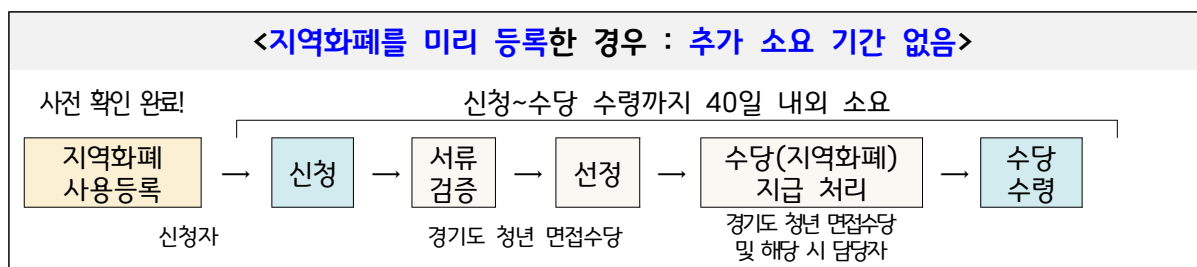 <지역화폐를 미리 등록한 경우 : 추가 소요 기간 없음>
사전 확인 완료!
신청~수당 수령까지 40일 내외 소요
지역화폐
사용등록
→
신청
→
서류
검증
→
선정
→
수당(지역화폐)
지급 처리
→
수당
수령
신청자
경기도 청년 면접수당
경기도 청년 면접수당
및 해당 시 담당자